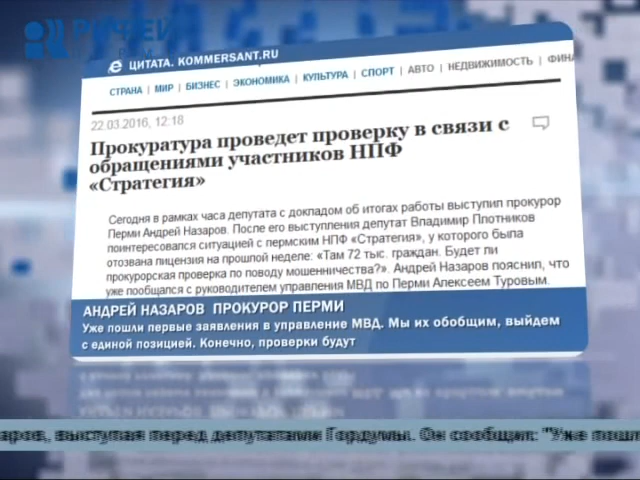 РИФЕЙ
ПЕРМЬ
ЦИТАТА. KOMMERSANT.RU
СТРАНА | МИР | БИЗНЕС | ЭКОНОМИКА | КУЛЬТУРА | СПОРТ | АВТО | НЕДВИЖИМОСТЬ | ФИНА
22.03.2016, 12:18
Прокуратура проведет проверку в связи с
обращениями участников НПФ
«Стратегия»
Сегодня в рамках часа депутата с докладом об итогах работы выступил прокурор
Перми Андрей Назаров. После его выступления депутат Владимир Плотников
поинтересовался ситуацией с пермским НПФ «Стратегия», у которого была
отозвана лицензия на прошлой неделе: «Там 72 тыс. граждан. Будет ли
прокурорская проверка по поводу мошенничества?». Андрей Назаров пояснил, что
уже пообщался с руководителем управления МВД по Перми Алексеем Туровым.
АНДРЕЙ НАЗАРОВ ПРОКУРОР ПЕРМИ
Уже пошли первые заявления в управление МВД. Мы их обобщим, выйдем
с единой позицией. Конечно, проверки будут
заров, выступая перед депутатами Гордумы. Он сообщил: "Уже пошл